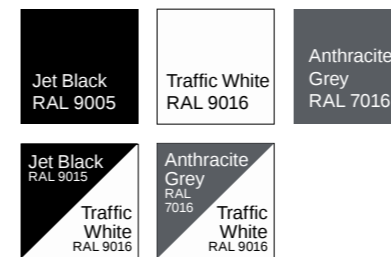 Jet Black
RAL 9005
Traffic White
RAL 9016
Anthracite
Grey
RAL 7016
Jet Black
RAL 9015
Traffic
White
RAL 9016
Anthracite
Grey
RAL
7016
Traffic
White
RAL 9016